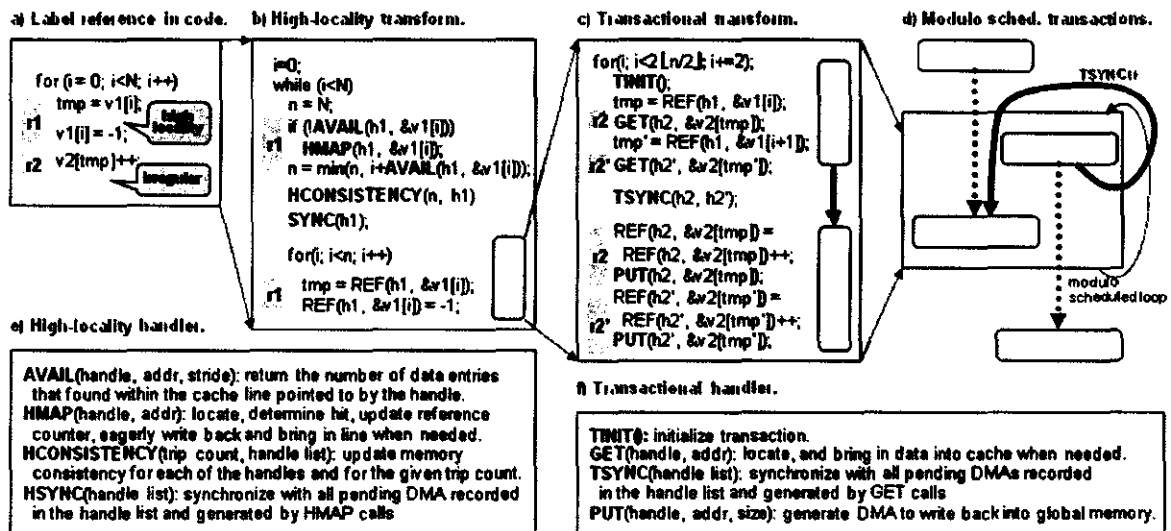 a) Label reference in code.
for (i = 0; i<N; i++)
tmp = v1[i];
r1
v1[i] = -1;
high locality
r2 v2[tmp]++;
irregular
b) High-locality transform.
i=0;
while (i<N)
n = N;
if (!AVAIL(h1, &v1[i]))
r1 HMAP(h1, &v1[i]);
n = min(n, i+AVAIL(h1, &v1[i]));
HCONSISTENCY(n, h1)
SYNC(h1);
for(i; i<n; i++)
r1 tmp = REF(h1, &v1[i]);
REF(h1, &v1[i]) = -1;
c) Transactional transform.
for(i; i<2⌊n/2⌋; i+=2);
TINIT();
tmp = REF(h1, &v1[i]);
r2 GET(h2, &v2[tmp]);
tmp' = REF(h1, &v1[i+1]);
r2' GET(h2', &v2[tmp']);
TSYNC(h2, h2');
REF(h2, &v2[tmp]) =
r2 REF(h2, &v2[tmp])++;
PUT(h2, &v2[tmp]);
REF(h2', &v2[tmp']) =
r2' REF(h2', &v2[tmp'])++;
PUT(h2', &v2[tmp']);
d) Modulo sched. transactions.
modulo
scheduled loop
e) High-locality handler.
AVAIL(handle, addr, stride): return the number of data entries
that found within the cache line pointed to by the handle.
HMAP(handle, addr): locate, determine hit, update reference
counter, eagerly write back and bring in line when needed.
HCONSISTENCY(trip count, handle list): update memory
consistency for each of the handles and for the given trip count.
HSYNC(handle list): synchronize with all pending DMA recorded
in the handle list and generated by HMAP calls
f) Transactional handler.
TINIT(): initialize transaction.
GET(handle, addr): locate, and bring in data into cache when needed.
TSYNC(handle list): synchronize with all pending DMAs recorded
in the handle list and generated by GET calls
PUT(handle, addr, size): generate DMA to write back into global memory.